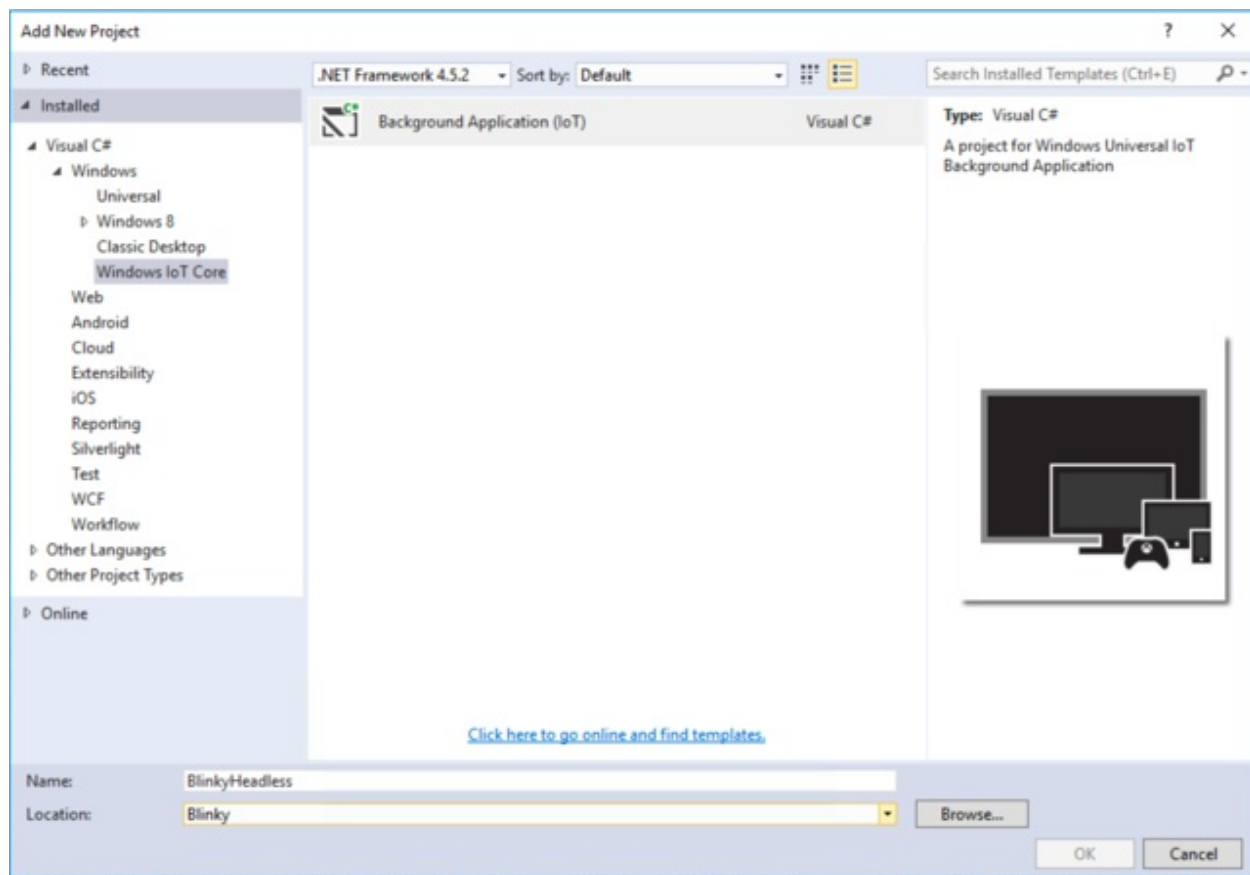 Add New Project
?
Recent
.NET Framework 4.5.2
Sort by: Default
Search Installed Templates (Ctrl+E)
Installed
Visual C#
Windows
Universal
Windows 8
Classic Desktop
Windows IoT Core
Web
Android
Cloud
Extensibility
iOS
Reporting
Silverlight
Test
WCF
Workflow
Other Languages
Other Project Types
Online
C#
Background Application (IoT) Visual C#
Click here to go online and find templates.
Type: Visual C#
A project for Windows Universal IoT
Background Application
Name: BlinkyHeadless
Location: Blinky
Browse...
OK
Cancel